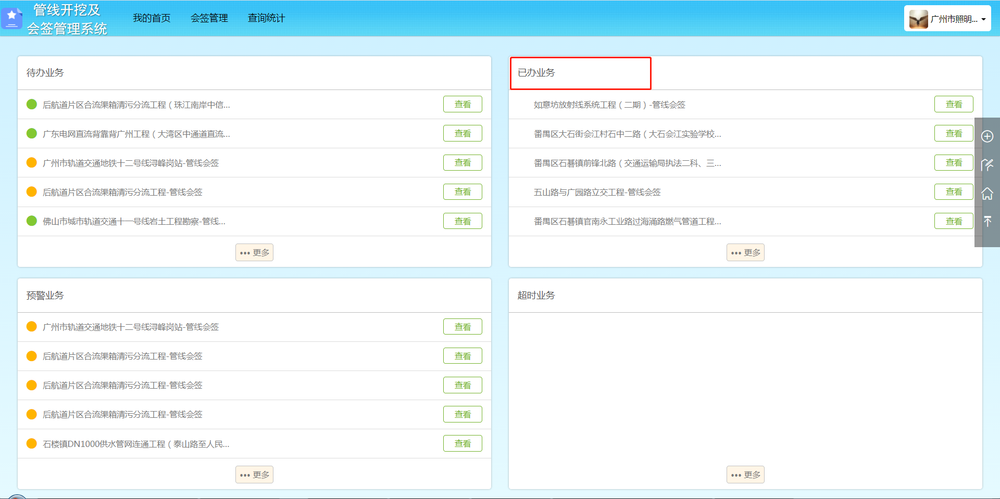 管线开挖及
会签管理系统
我的首页
会签管理
查询统计
广州市照明...
待办业务
后航道片区合流渠箱清污分流工程（珠江南岸中信...
查看
广东电网直流背靠背广州工程（大湾区中通道直流...
查看
广州市轨道交通地铁十二号线浔峰岗站-管线会签
查看
后航道片区合流渠箱清污分流工程-管线会签
查看
佛山市城市轨道交通十一号线岩土工程勘察-管线...
查看
••• 更多
已办业务
如意坊放射线系统工程（二期）-管线会签
查看
番禺区大石街会江村石中二路（大石会江实验学校...
查看
番禺区石碁镇前锋北路（交通运输局执法二科、三...
查看
五山路与广园路立交工程-管线会签
查看
番禺区石碁镇官南永工业路过海涌路燃气管道工程...
查看
••• 更多
预警业务
广州市轨道交通地铁十二号线浔峰岗站-管线会签
查看
后航道片区合流渠箱清污分流工程-管线会签
查看
后航道片区合流渠箱清污分流工程-管线会签
查看
后航道片区合流渠箱清污分流工程-管线会签
查看
石楼镇DN1000供水管网连通工程（泰山路至人民...
查看
••• 更多
超时业务
••• 更多